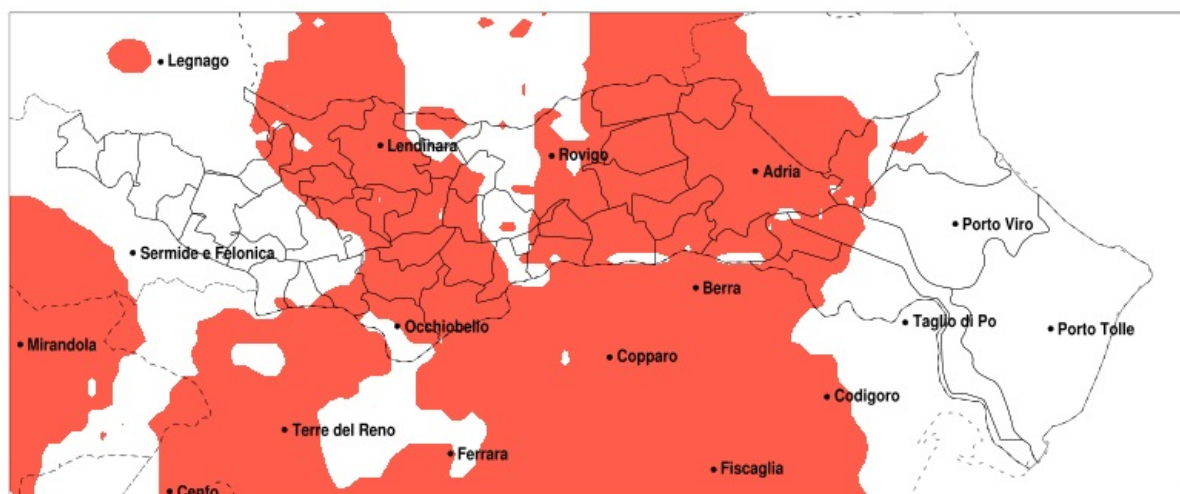 Legnago
Lendinara
Rovigo
Adria
Porto Viro
Sermide e Felonica
Berra
Taglio di Po
Porto Tolle
Occhiobello
Mirandola
Copparo
Codigoro
Terre del Reno
Ferrara
Fiscaglia
Cento